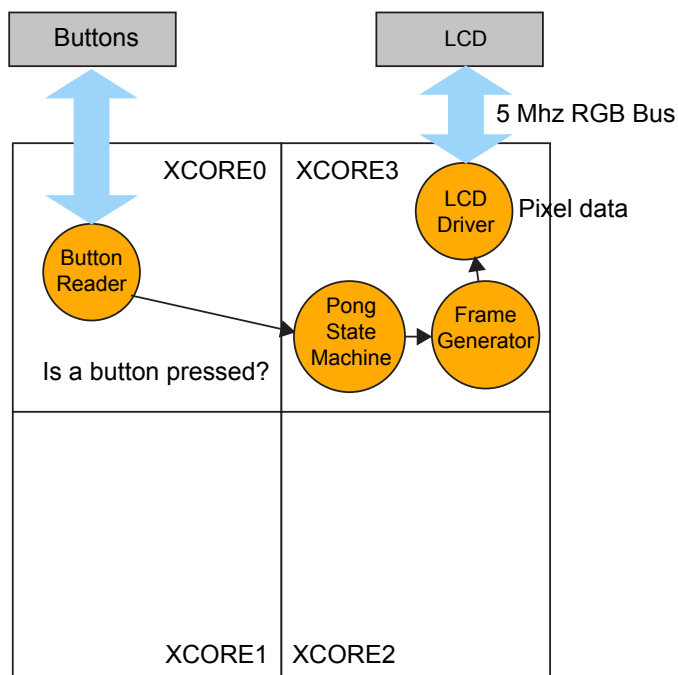 Buttons
LCD
5 Mhz RGB Bus
XCORE0
XCORE3
LCD
Driver
Pixel data
Button
Reader
Pong
State
Machine
Frame
Generator
Is a button pressed?
XCORE1
XCORE2